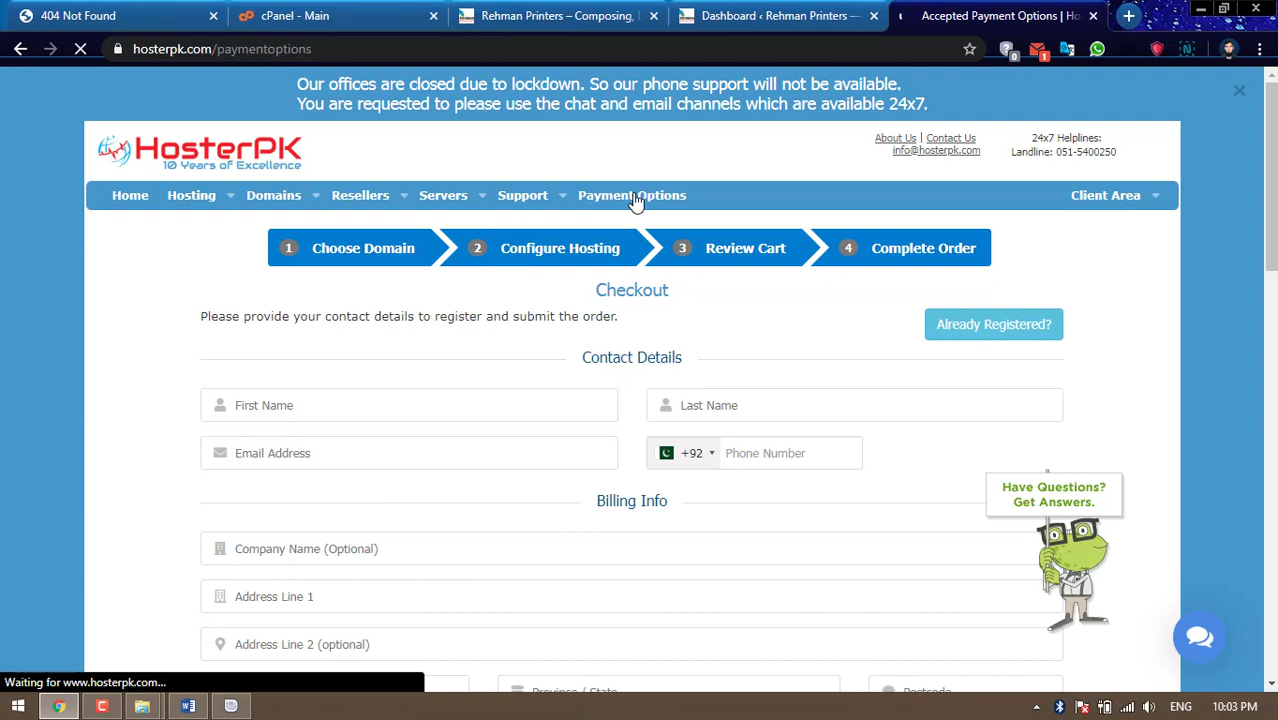 404 Not Found
cPanel - Main
Rehman Printers – Composing, D
Dashboard ‹ Rehman Printers —
Accepted Payment Options | Ho
hosterpk.com/paymentoptions
0
1
Our offices are closed due to lockdown. So our phone support will not be available.
You are requested to please use the chat and email channels which are available 24x7.
HosterPK
10 Years of Excellence
About Us | Contact Us
info@hosterpk.com
24x7 Helplines:
Landline: 051-5400250
Home Hosting Domains Resellers Servers Support Payment Options Client Area
1 Choose Domain 2 Configure Hosting 3 Review Cart 4 Complete Order
Checkout
Please provide your contact details to register and submit the order.
Already Registered?
Contact Details
First Name
Last Name
Email Address
+92 Phone Number
Billing Info
Have Questions?
Get Answers.
Company Name (Optional)
Address Line 1
Address Line 2 (optional)
Province / State
Postcode
Waiting for www.hosterpk.com...
ENG
10:03 PM